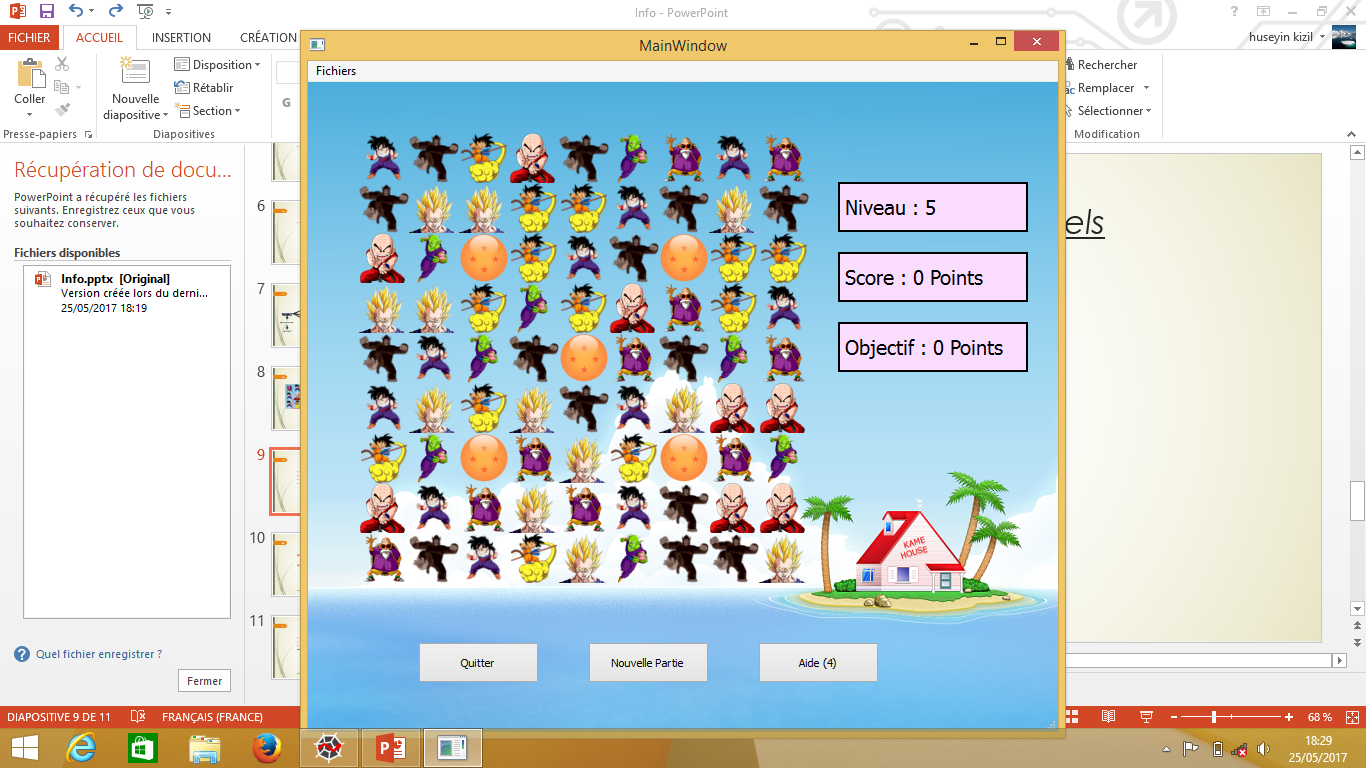 Info - PowerPoint
FICHIER
ACCUEIL
INSERTION
CRÉATION
huseyin kizil
Coller
Nouvelle
diapositive
Disposition
Rétablir
Section
G
Presse-papiers
Diapositives
Rechercher
Remplacer
Sélectionner
Modification
MainWindow
Fichiers
Récupération de docu...
PowerPoint a récupéré les fichiers
suivants. Enregistrez ceux que vous
souhaitez conserver.
Fichiers disponibles
Info.pptx [Original]
Version créée lors du derni...
25/05/2017 18:19
Quel fichier enregistrer ?
Fermer
6
7
8
9
10
11
els
Niveau : 5
Score : 0 Points
Objectif : 0 Points
KAME
HOUSE
Quitter
Nouvelle Partie
Aide (4)
DIAPOSITIVE 9 DE 11
FRANÇAIS (FRANCE)
68 %
18:29
25/05/2017